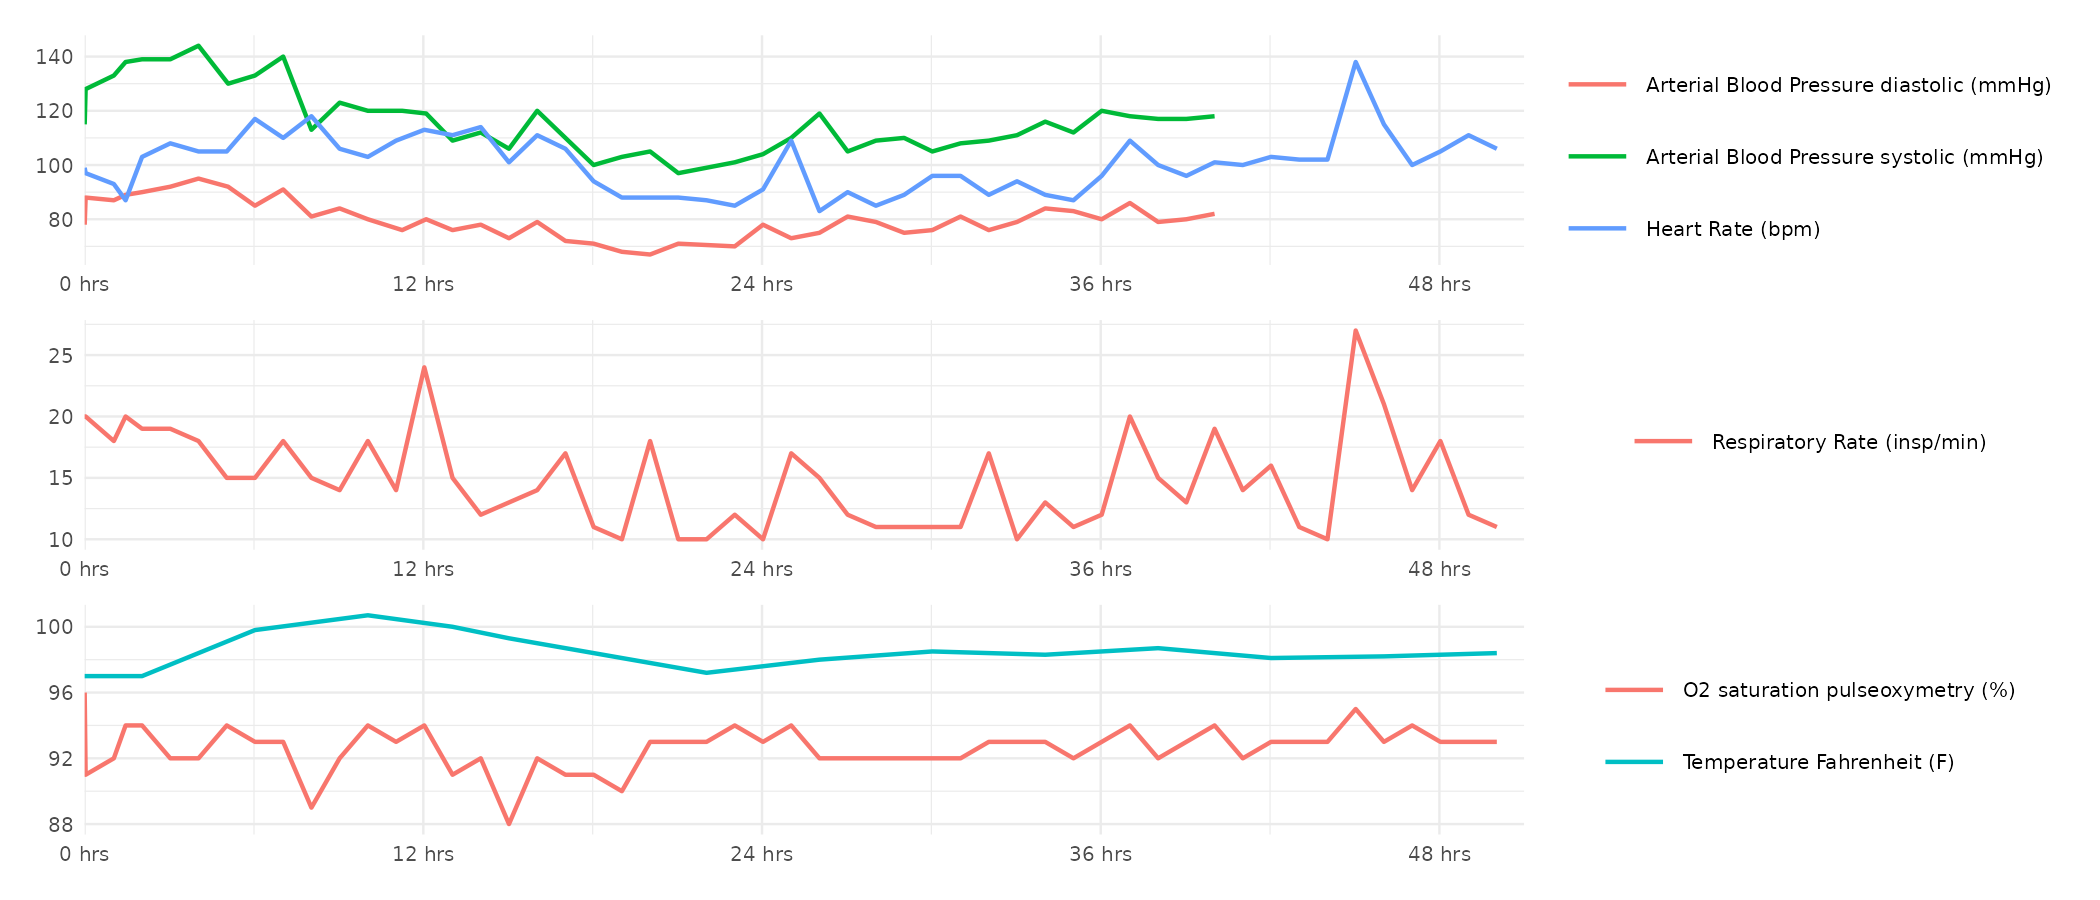 140
120
100
80
0 hrs 12 hrs 24 hrs 36 hrs 48 hrs
Arterial Blood Pressure diastolic (mmHg)
Arterial Blood Pressure systolic (mmHg)
Heart Rate (bpm)
25
20
15
10
0 hrs 12 hrs 24 hrs 36 hrs 48 hrs
Respiratory Rate (insp/min)
100
96
92
88
0 hrs 12 hrs 24 hrs 36 hrs 48 hrs
O2 saturation pulseoxymetry (%)
Temperature Fahrenheit (F)